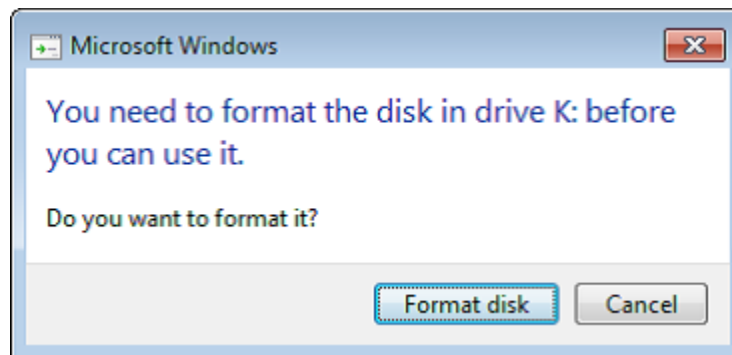 Microsoft Windows
You need to format the disk in drive K: before
you can use it.
Do you want to format it?
Format disk
Cancel